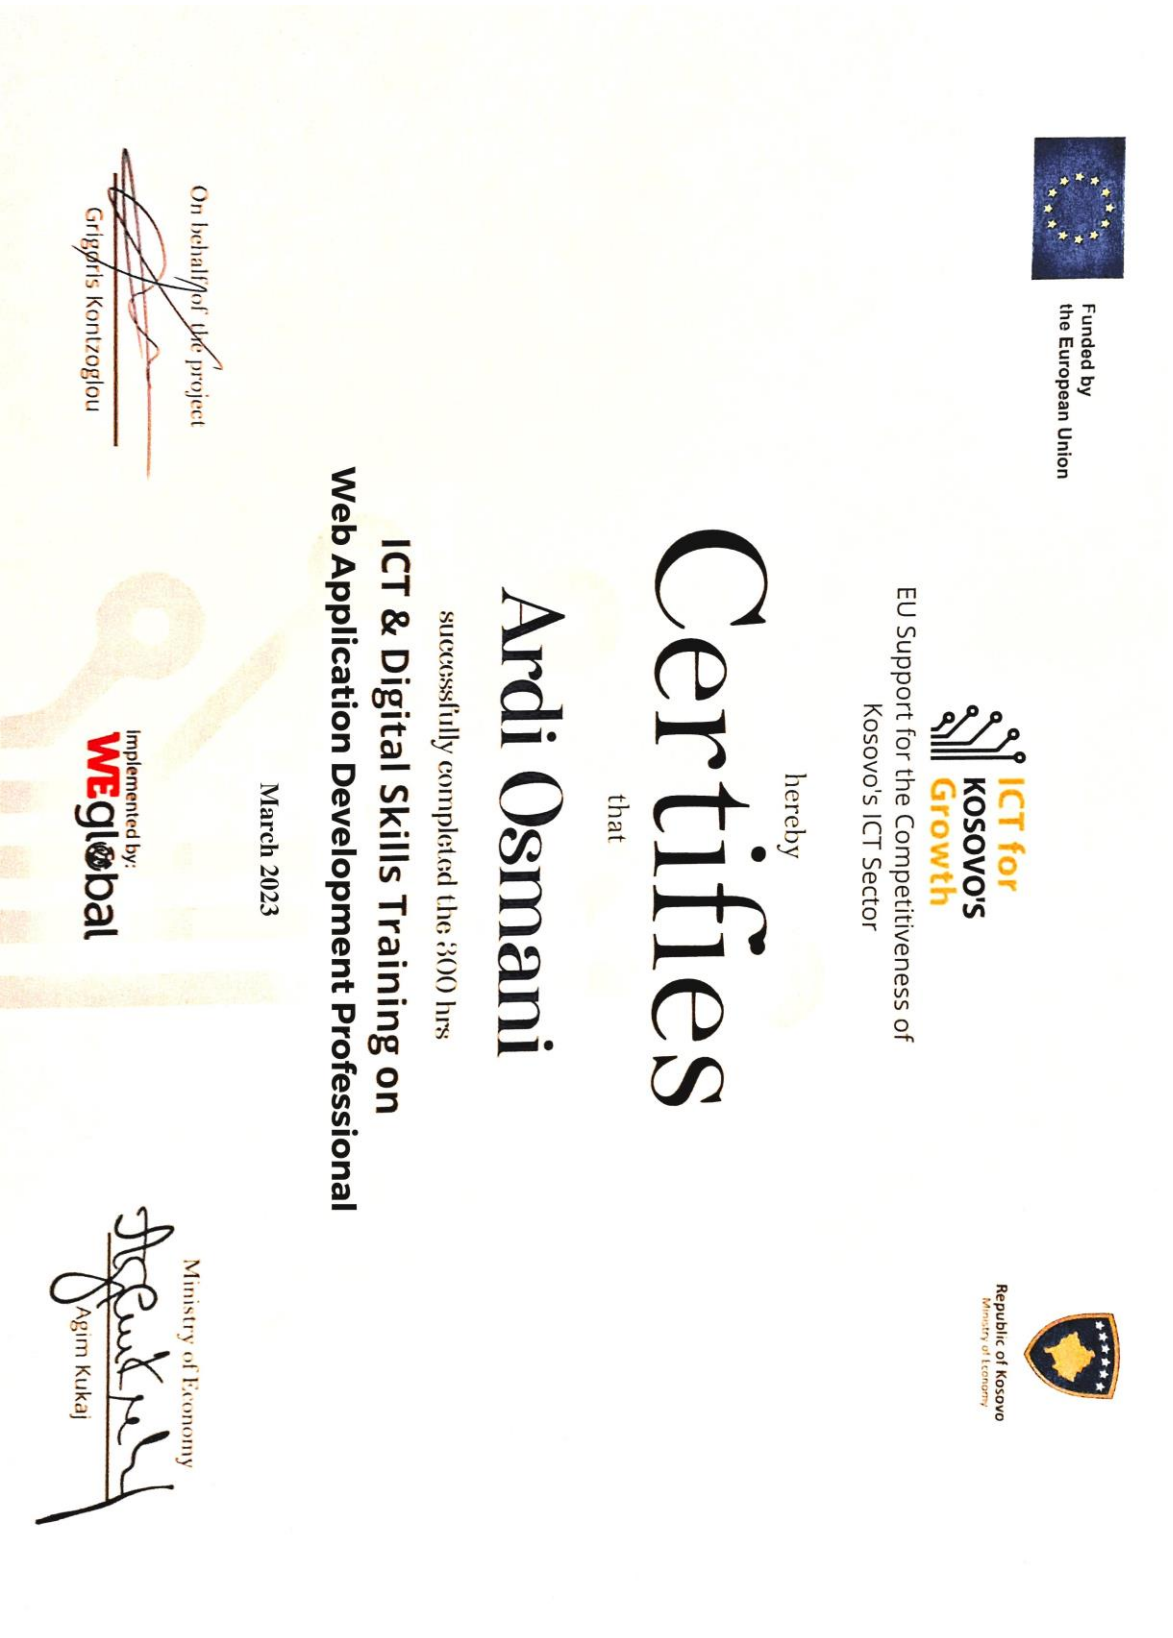 Funded by
the European Union
ICT for
KOSOVO'S
Growth
Republic of Kosovo
Ministry of Economy
EU Support for the Competitiveness of
Kosovo's ICT Sector
hereby
Certifies
that
Ardi Osmani
successfully completed the 300 hrs
ICT & Digital Skills Training on
Web Application Development Professional
March 2023
On behalf of the project
Grigoris Kontzoglou
Implemented by:
WEglobal
Ministry of Economy
Agim Kukaj